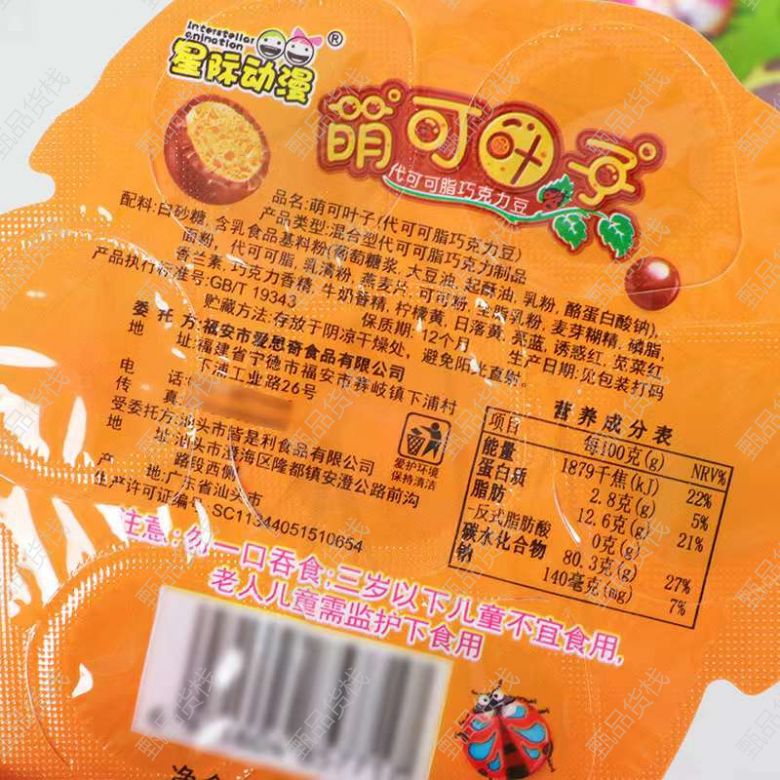 Interstellar
animation
®
星际动漫
萌可叶子
代可可脂巧克力豆
品名:萌可叶子(代可可脂巧克力豆)
产品类型:混合型代可可脂巧克力制品
配料:白砂糖, 含乳食品基料粉(葡萄糖浆, 大豆油, 起酥油, 乳粉, 酪蛋白酸钠),
面粉, 代可可脂, 乳清粉, 燕麦片, 可可粉, 全脂乳粉, 麦芽糊精, 磷脂,
香兰素, 巧克力香精, 牛奶香精, 柠檬黄, 日落黄, 亮蓝, 诱惑红, 苋菜红
产品执行标准号:GB/T 19343 保质期:12个月 生产日期:见包装打码
贮藏方法:存放于阴凉干燥处, 避免阳光直射。
委托方:福安市爱思奇食品有限公司
地址:福建省宁德市福安市赛岐镇下浦村
下浦工业路26号
电话:
传真:
受委托方:汕头市皆是利食品有限公司
地址:汕头市澄海区隆都镇安澄公路前沟
路段西侧
产地:广东省汕头市
生产许可证编号:SC11344051510654
爱护环境
保持清洁
营养成分表
项目 每100克(g) NRV%
能量 1879千焦(kJ) 22%
蛋白质 2.8克(g) 5%
脂肪 12.6克(g) 21%
-反式脂肪酸 0克(g)
碳水化合物 80.3克(g) 27%
钠 140毫克(mg) 7%
注意:勿一口吞食;三岁以下儿童不宜食用,
老人儿童需监护下食用
甄品货栈